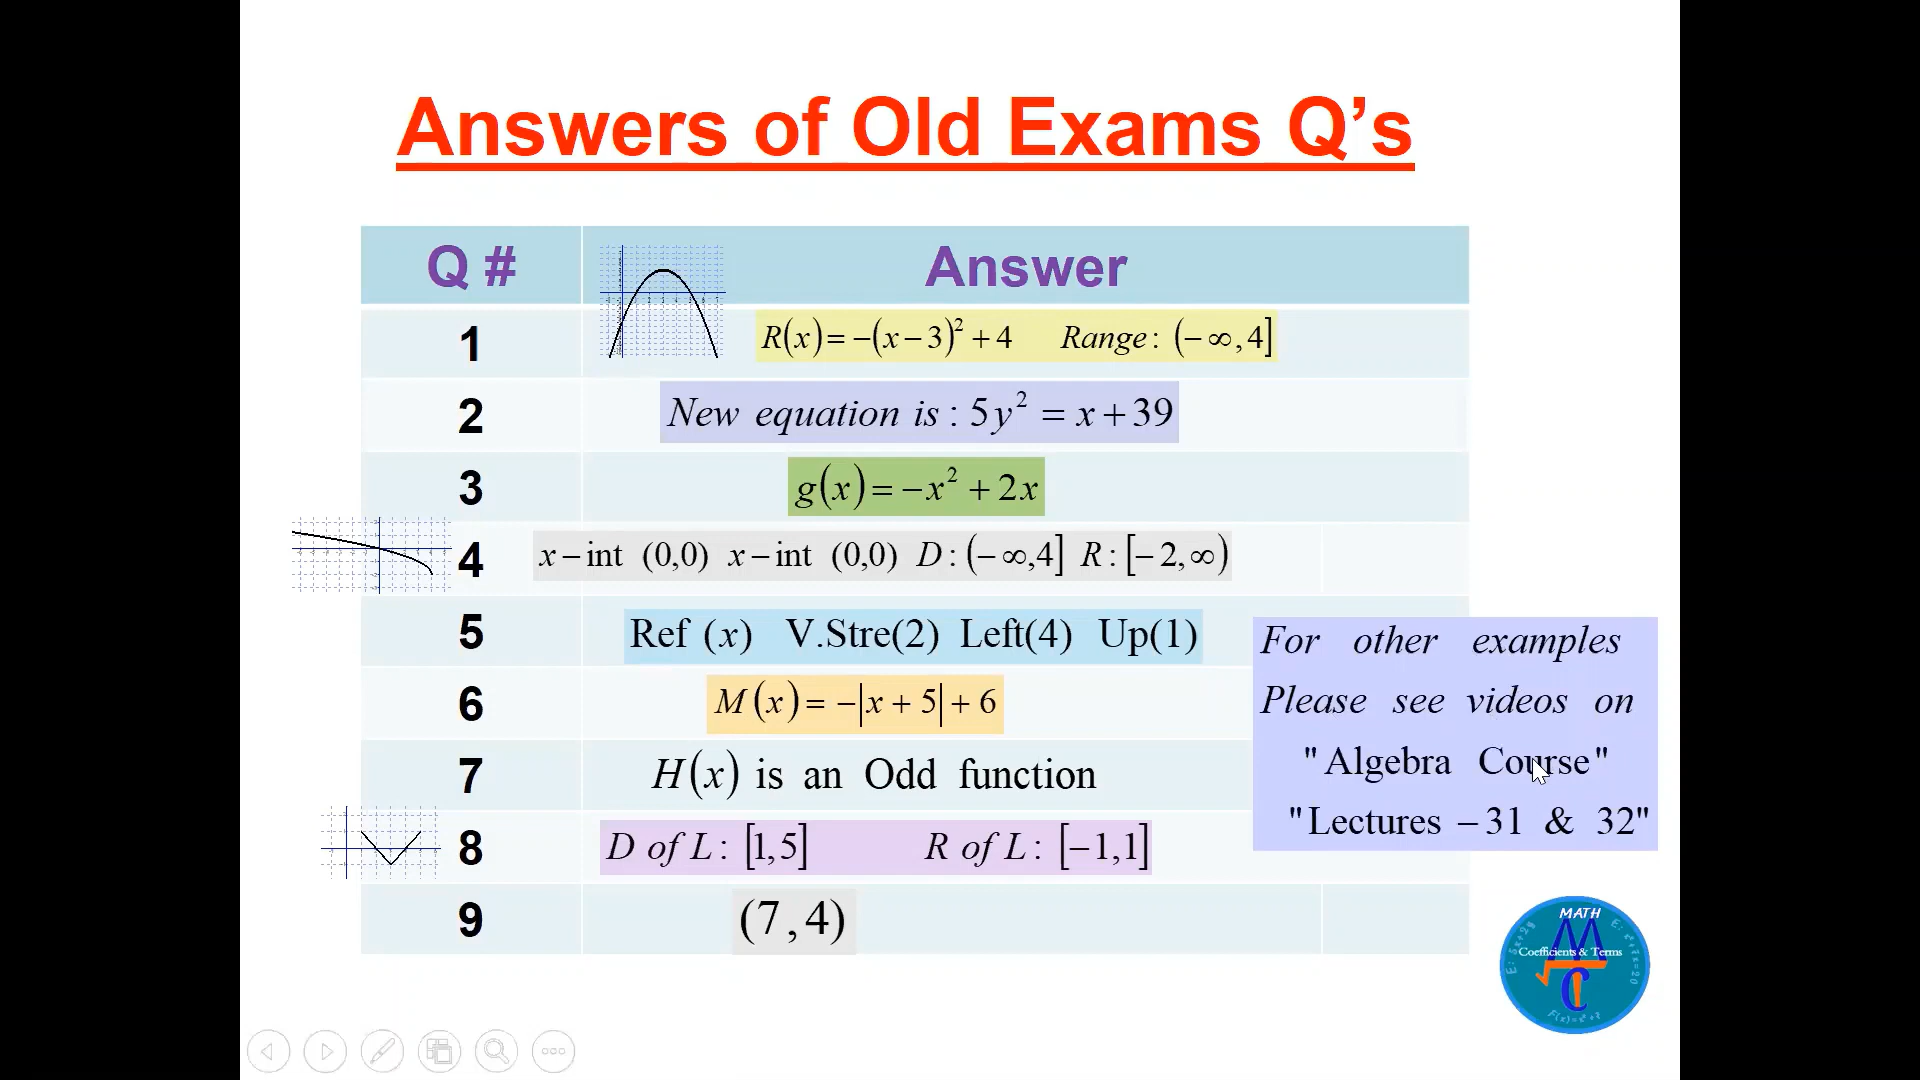 Answers of Old Exams Q’s
Q # Answer
1 R(x)=−(x−3)²+4 Range: (−∞,4]
2 New equation is: 5y² = x+39
3 g(x)=−x²+2x
4 x−int (0,0) x−int (0,0) D:(−∞,4] R:[−2,∞)
5 Ref (x) V.Stre(2) Left(4) Up(1)
6 M(x)=−|x+5|+6
7 H(x) is an Odd function
8 D of L: [1,5] R of L: [−1,1]
9 (7,4)
For other examples
Please see videos on
"Algebra Course"
"Lectures −31 & 32"
MATH
Coefficients & Terms